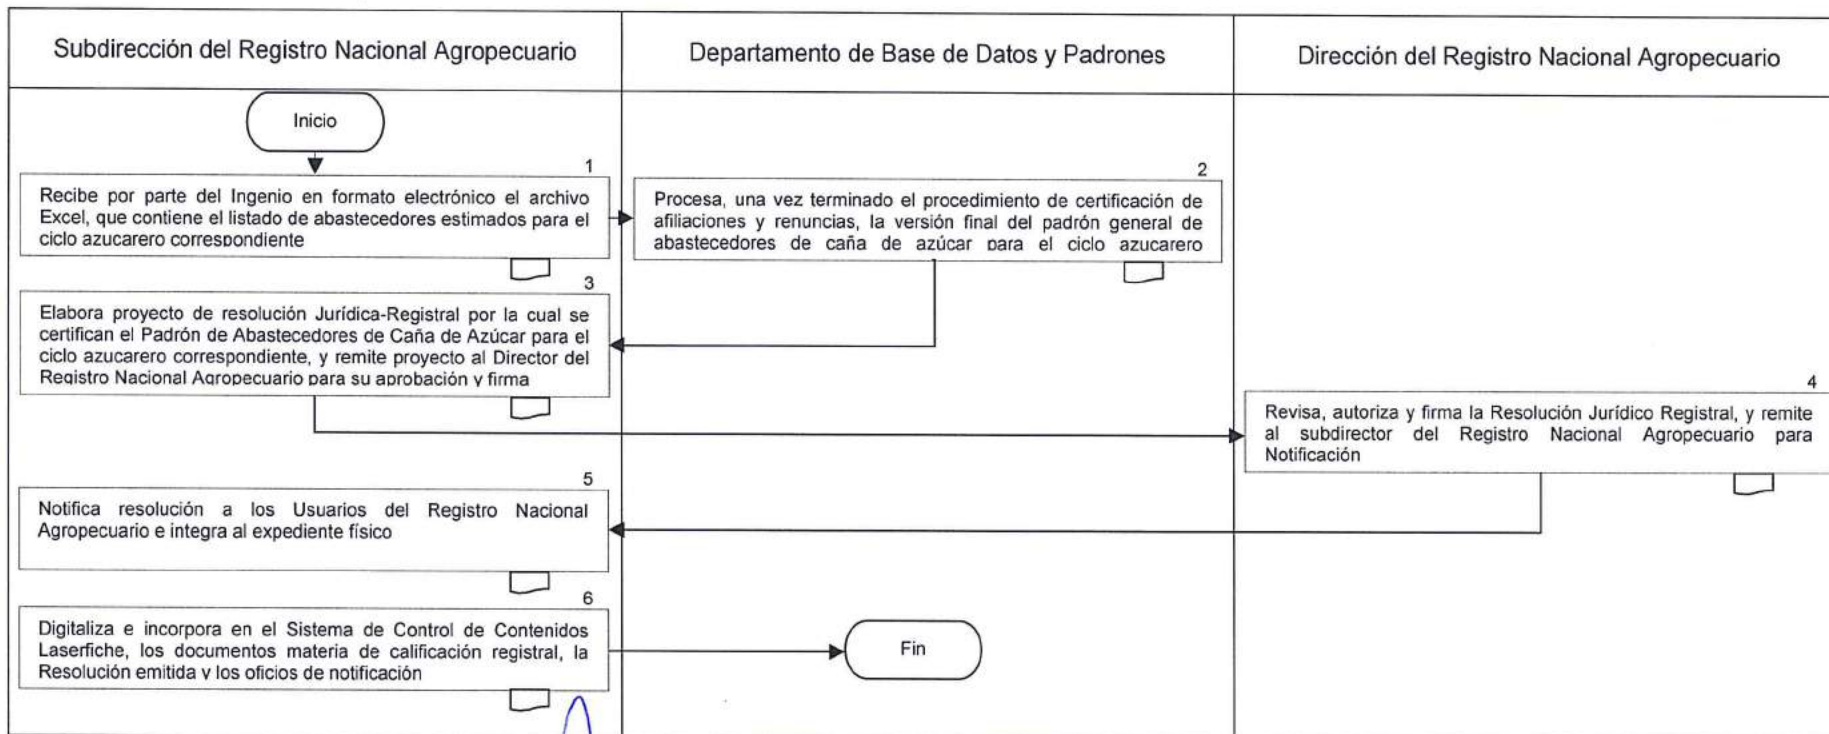 Subdirección del Registro Nacional Agropecuario
Departamento de Base de Datos y Padrones
Dirección del Registro Nacional Agropecuario
Inicio
1
Recibe por parte del Ingenio en formato electrónico el archivo
Excel, que contiene el listado de abastecedores estimados para el
ciclo azucarero correspondiente
2
Procesa, una vez terminado el procedimiento de certificación de
afiliaciones y renuncias, la versión final del padrón general de
abastecedores de caña de azúcar para el ciclo azucarero
3
Elabora proyecto de resolución Jurídica-Registral por la cual se
certifican el Padrón de Abastecedores de Caña de Azúcar para el
ciclo azucarero correspondiente, y remite proyecto al Director del
Registro Nacional Agropecuario para su aprobación y firma
4
Revisa, autoriza y firma la Resolución Jurídico Registral, y remite
al subdirector del Registro Nacional Agropecuario para
Notificación
5
Notifica resolución a los Usuarios del Registro Nacional
Agropecuario e integra al expediente físico
6
Digitaliza e incorpora en el Sistema de Control de Contenidos
Laserfiche, los documentos materia de calificación registral, la
Resolución emitida y los oficios de notificación
Fin